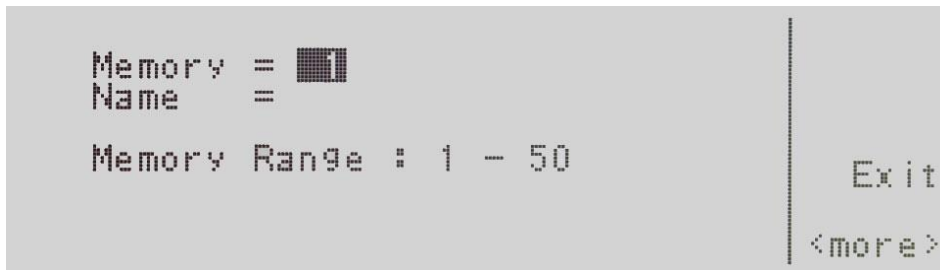 Memory = 1
Name =
Memory Range : 1 - 50
Exit
<more>